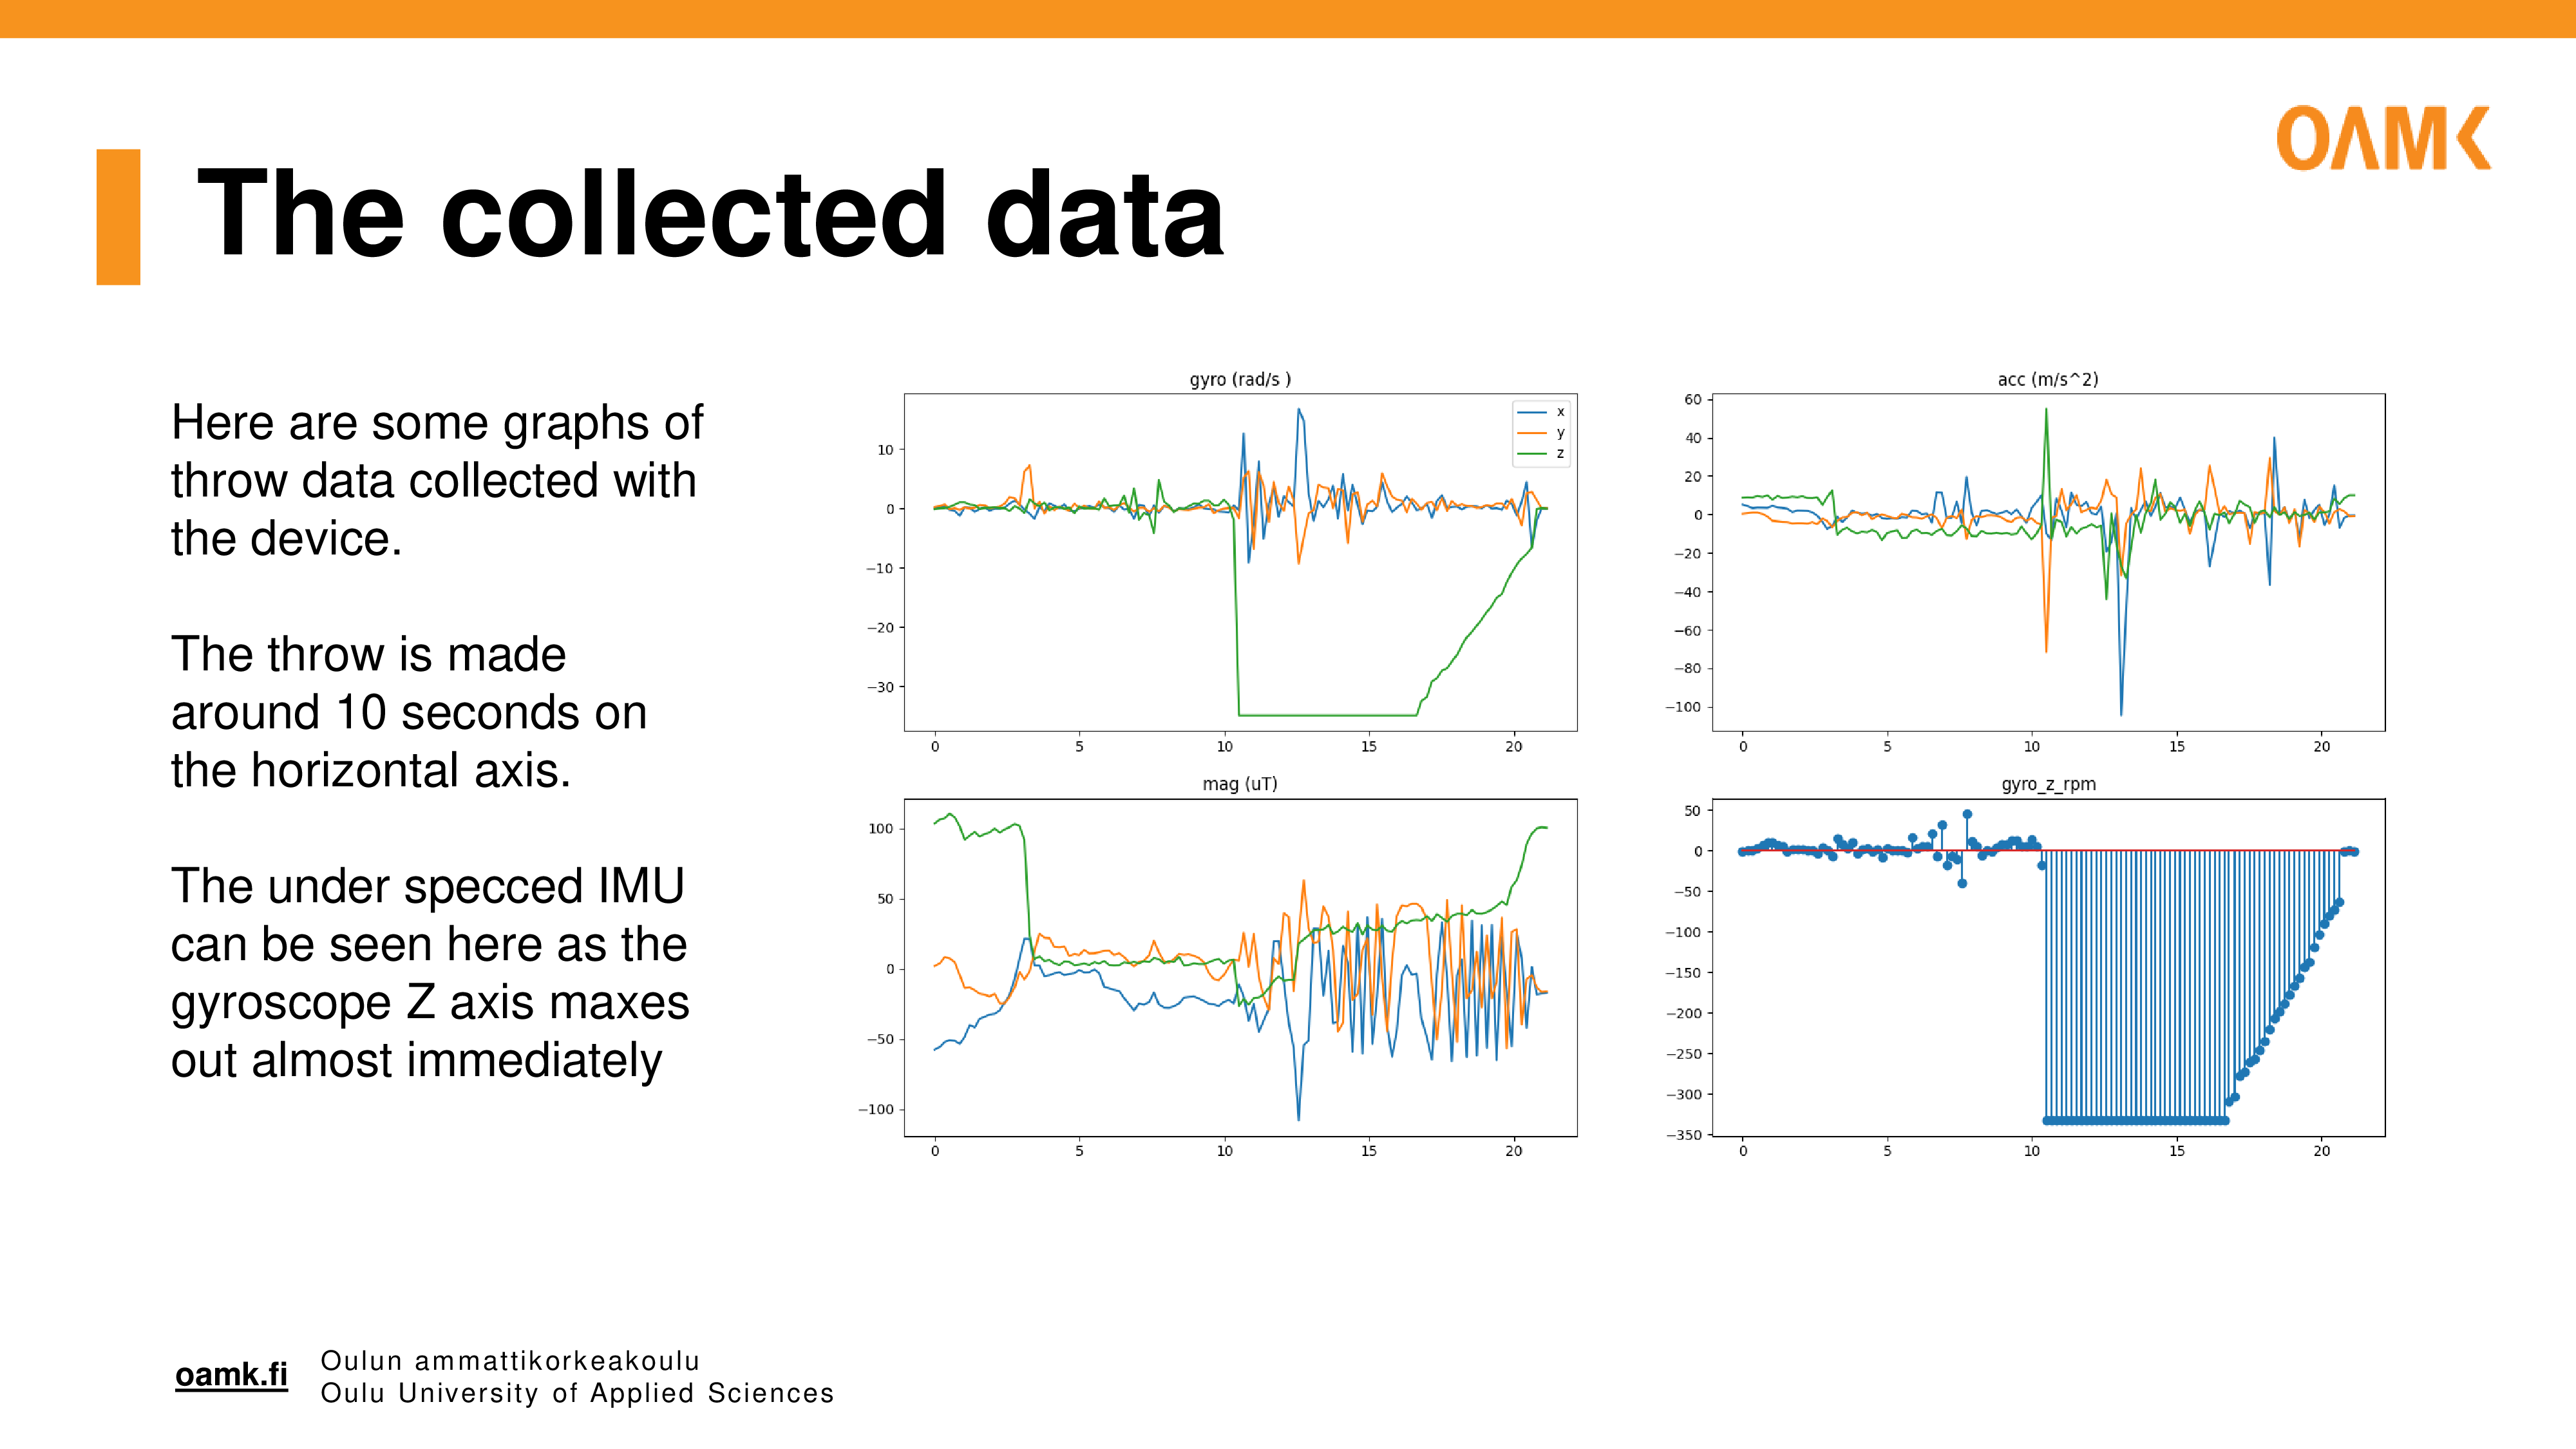 OAMK
The collected data
Here are some graphs of
throw data collected with
the device.
The throw is made
around 10 seconds on
the horizontal axis.
The under specced IMU
can be seen here as the
gyroscope Z axis maxes
out almost immediately
gyro (rad/s )
x
y
z
10
0
−10
−20
−30
0 5 10 15 20
acc (m/s^2)
60
40
20
0
−20
−40
−60
−80
−100
0 5 10 15 20
mag (uT)
100
50
0
−50
−100
0 5 10 15 20
gyro_z_rpm
50
0
−50
−100
−150
−200
−250
−300
−350
0 5 10 15 20
oamk.fi
Oulun ammattikorkeakoulu
Oulu University of Applied Sciences